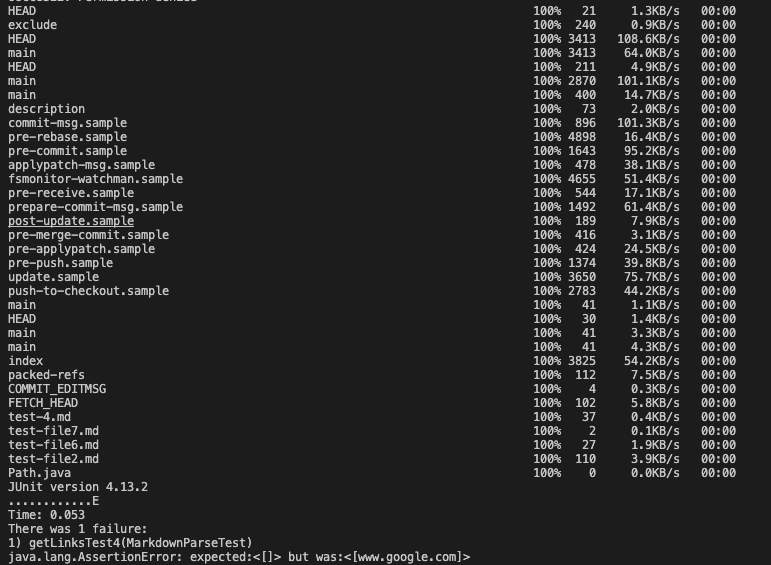 HEAD 100% 21 1.3KB/s 00:00
exclude 100% 240 0.9KB/s 00:00
HEAD 100% 3413 108.6KB/s 00:00
main 100% 3413 64.0KB/s 00:00
HEAD 100% 211 4.9KB/s 00:00
main 100% 2870 101.1KB/s 00:00
main 100% 400 14.7KB/s 00:00
description 100% 73 2.0KB/s 00:00
commit-msg.sample 100% 896 101.3KB/s 00:00
pre-rebase.sample 100% 4898 16.4KB/s 00:00
pre-commit.sample 100% 1643 95.2KB/s 00:00
applypatch-msg.sample 100% 478 38.1KB/s 00:00
fsmonitor-watchman.sample 100% 4655 51.4KB/s 00:00
pre-receive.sample 100% 544 17.1KB/s 00:00
prepare-commit-msg.sample 100% 1492 61.4KB/s 00:00
post-update.sample 100% 189 7.9KB/s 00:00
pre-merge-commit.sample 100% 416 3.1KB/s 00:00
pre-applypatch.sample 100% 424 24.5KB/s 00:00
pre-push.sample 100% 1374 39.8KB/s 00:00
update.sample 100% 3650 75.7KB/s 00:00
push-to-checkout.sample 100% 2783 44.2KB/s 00:00
main 100% 41 1.1KB/s 00:00
HEAD 100% 30 1.4KB/s 00:00
main 100% 41 3.3KB/s 00:00
main 100% 41 4.3KB/s 00:00
index 100% 3825 54.2KB/s 00:00
packed-refs 100% 112 7.5KB/s 00:00
COMMIT_EDITMSG 100% 4 0.3KB/s 00:00
FETCH_HEAD 100% 102 5.8KB/s 00:00
test-4.md 100% 37 0.4KB/s 00:00
test-file7.md 100% 2 0.1KB/s 00:00
test-file6.md 100% 27 1.9KB/s 00:00
test-file2.md 100% 110 3.9KB/s 00:00
Path.java 100% 0 0.0KB/s 00:00
JUnit version 4.13.2
............E
Time: 0.053
There was 1 failure:
1) getLinksTest4(MarkdownParseTest)
java.lang.AssertionError: expected:<[]> but was:<[www.google.com]>